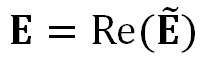 𝐄 = Re(𝐄̃)